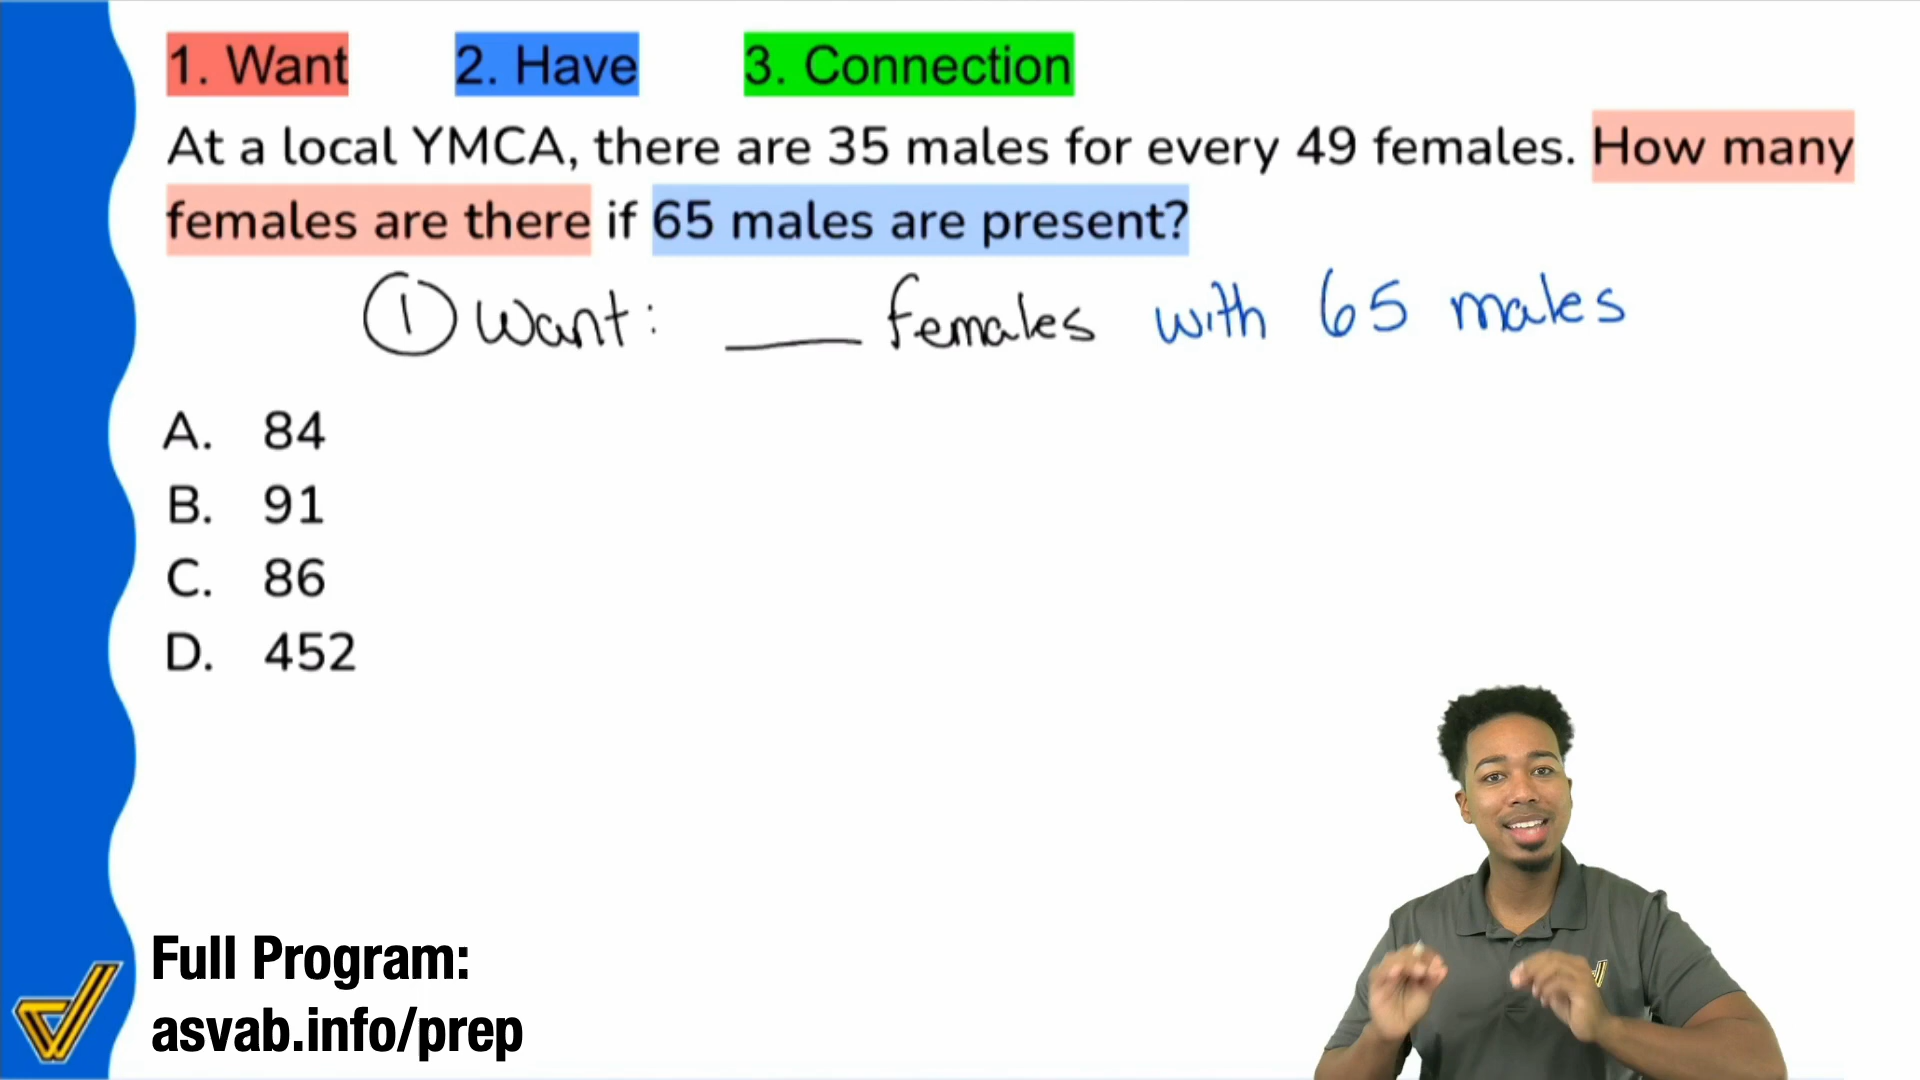 1. Want 2. Have 3. Connection
At a local YMCA, there are 35 males for every 49 females. How many
females are there if 65 males are present?
① Want: ___ females with 65 males
A. 84
B. 91
C. 86
D. 452
Full Program:
asvab.info/prep